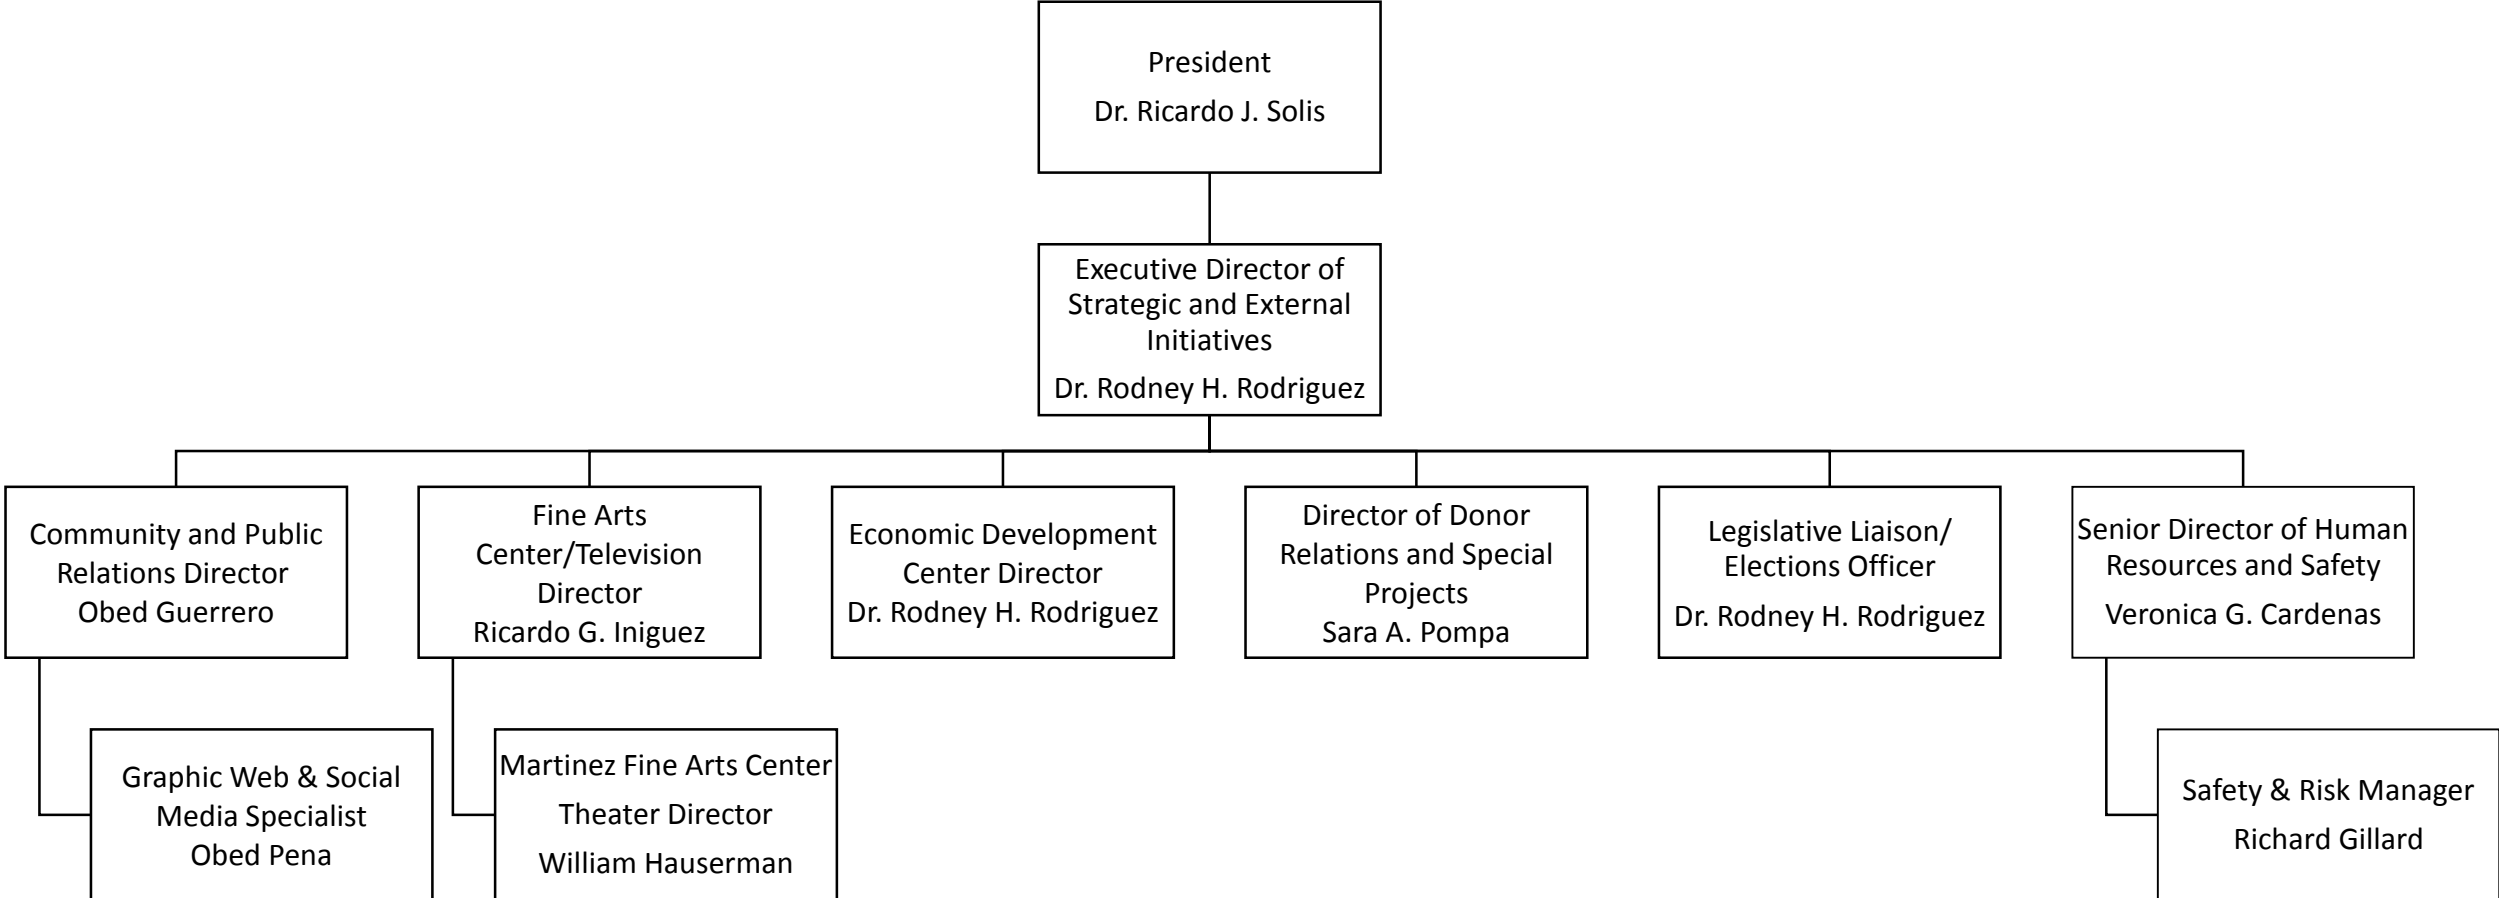 President
Dr. Ricardo J. Solis
Executive Director of
Strategic and External
Initiatives
Dr. Rodney H. Rodriguez
Community and Public
Relations Director
Obed Guerrero
Fine Arts
Center/Television
Director
Ricardo G. Iniguez
Economic Development
Center Director
Dr. Rodney H. Rodriguez
Director of Donor
Relations and Special
Projects
Sara A. Pompa
Legislative Liaison/
Elections Officer
Dr. Rodney H. Rodriguez
Senior Director of Human
Resources and Safety
Veronica G. Cardenas
Graphic Web & Social
Media Specialist
Obed Pena
Martinez Fine Arts Center
Theater Director
William Hauserman
Safety & Risk Manager
Richard Gillard